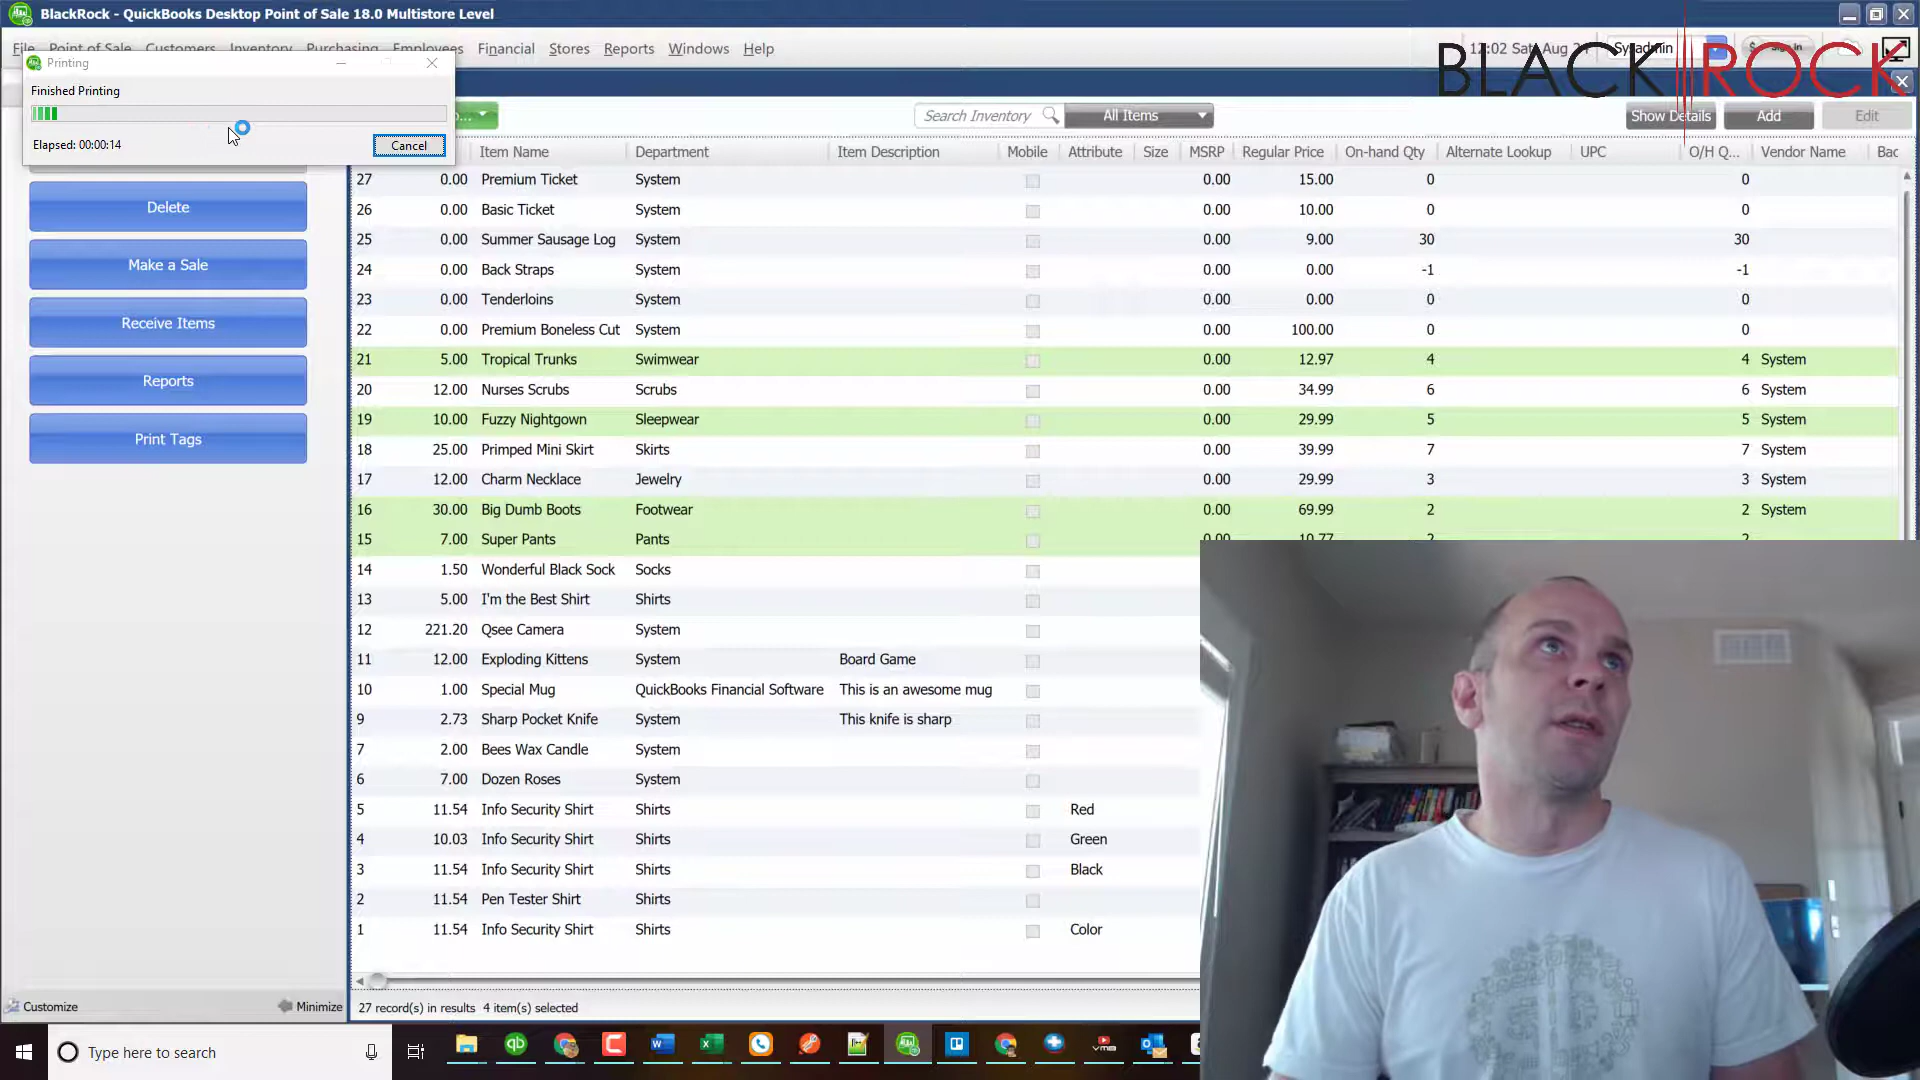 BlackRock - QuickBooks Desktop Point of Sale 18.0 Multistore Level
File Point of Sale Customers Inventory Purchasing Employees Financial Stores Reports Windows Help
12:02 Sat, Aug Sysadmin Sign In
BLACK ROCK
Printing
Finished Printing
Elapsed: 00:00:14 Cancel
Search Inventory All Items Show Details Add Edit
Item Name Department Item Description Mobile Attribute Size MSRP Regular Price On-hand Qty Alternate Lookup UPC O/H Q... Vendor Name Bac
Delete
Make a Sale
Receive Items
Reports
Print Tags
27 0.00 Premium Ticket System 0.00 15.00 0 0
26 0.00 Basic Ticket System 0.00 10.00 0 0
25 0.00 Summer Sausage Log System 0.00 9.00 30 30
24 0.00 Back Straps System 0.00 0.00 -1 -1
23 0.00 Tenderloins System 0.00 0.00 0 0
22 0.00 Premium Boneless Cut System 0.00 100.00 0 0
21 5.00 Tropical Trunks Swimwear 0.00 12.97 4 4 System
20 12.00 Nurses Scrubs Scrubs 0.00 34.99 6 6 System
19 10.00 Fuzzy Nightgown Sleepwear 0.00 29.99 5 5 System
18 25.00 Primped Mini Skirt Skirts 0.00 39.99 7 7 System
17 12.00 Charm Necklace Jewelry 0.00 29.99 3 3 System
16 30.00 Big Dumb Boots Footwear 0.00 69.99 2 2 System
15 7.00 Super Pants Pants 0.00 10.77 2 2
14 1.50 Wonderful Black Sock Socks
13 5.00 I'm the Best Shirt Shirts
12 221.20 Qsee Camera System
11 12.00 Exploding Kittens System Board Game
10 1.00 Special Mug QuickBooks Financial Software This is an awesome mug
9 2.73 Sharp Pocket Knife System This knife is sharp
7 2.00 Bees Wax Candle System
6 7.00 Dozen Roses System
5 11.54 Info Security Shirt Shirts Red
4 10.03 Info Security Shirt Shirts Green
3 11.54 Info Security Shirt Shirts Black
2 11.54 Pen Tester Shirt Shirts
1 11.54 Info Security Shirt Shirts Color
Customize Minimize 27 record(s) in results 4 item(s) selected
Type here to search